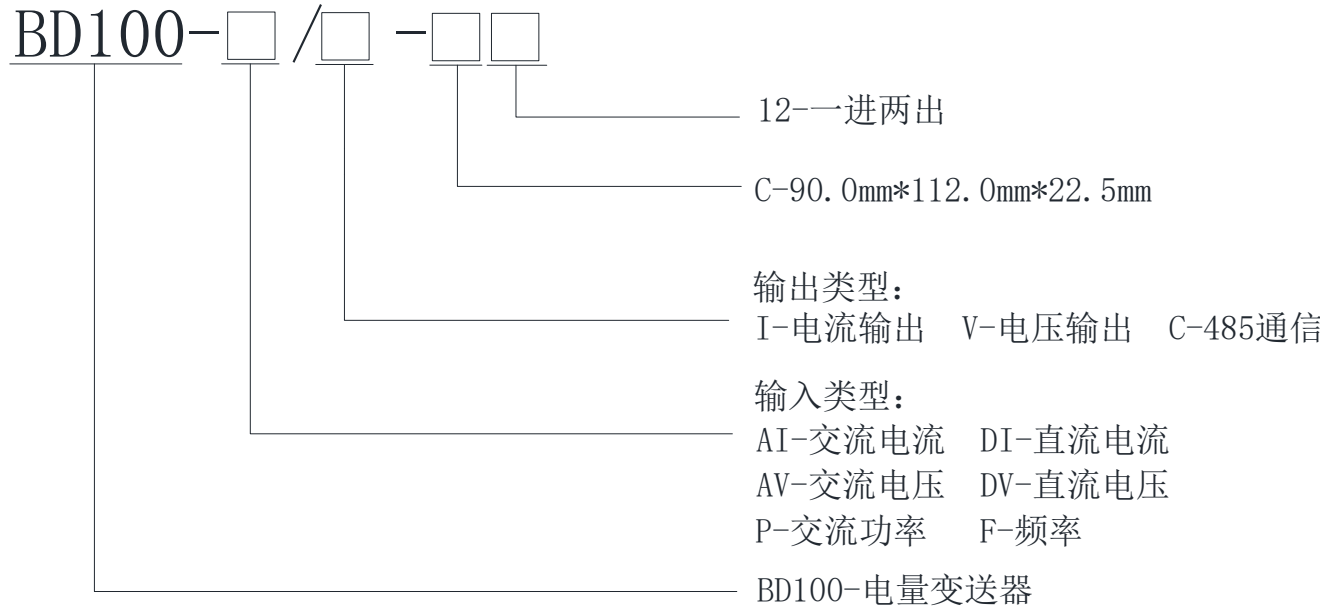 BD100-□/□-□□
12-一进两出
C-90.0mm*112.0mm*22.5mm
输出类型：
I-电流输出 V-电压输出 C-485通信
输入类型：
AI-交流电流 DI-直流电流
AV-交流电压 DV-直流电压
P-交流功率 F-频率
BD100-电量变送器